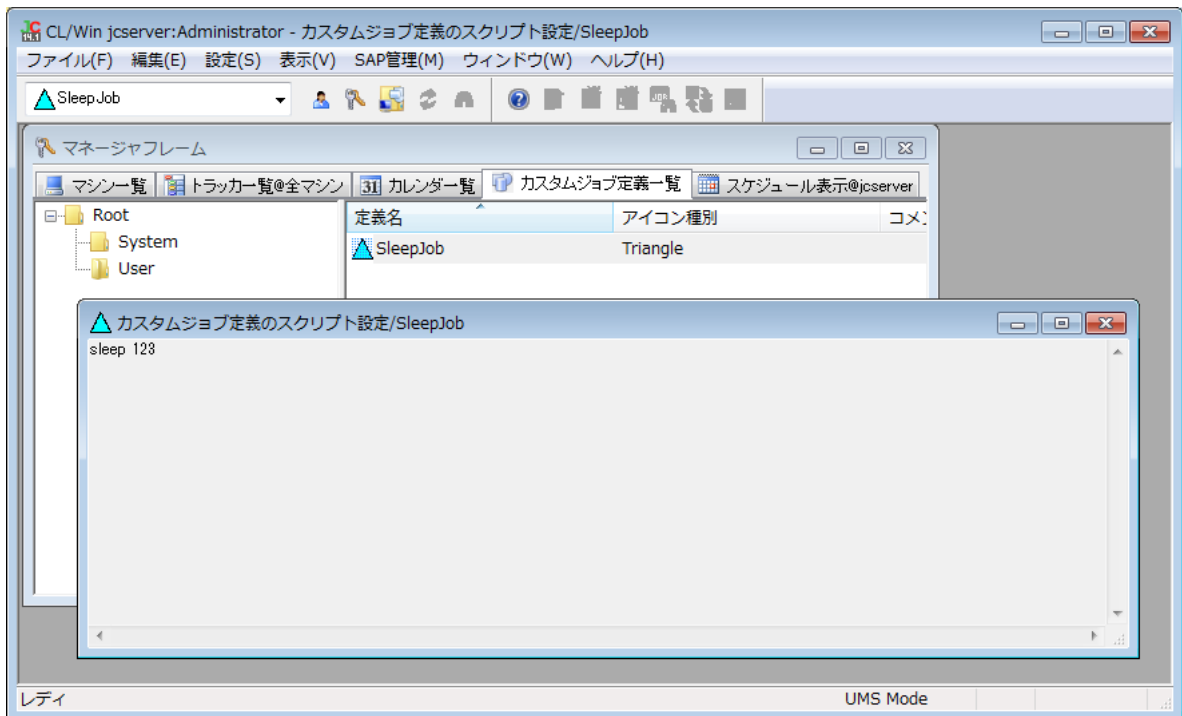 CL/Win jcserver:Administrator - カスタムジョブ定義のスクリプト設定/SleepJob
ファイル(F) 編集(E) 設定(S) 表示(V) SAP管理(M) ウィンドウ(W) ヘルプ(H)
SleepJob
マネージャフレーム
マシン一覧 トラッカー一覧@全マシン 31 カレンダー一覧 カスタムジョブ定義一覧 スケジュール表示@jcserver
Root 定義名 アイコン種別 コメ
System SleepJob Triangle
User
カスタムジョブ定義のスクリプト設定/SleepJob
sleep 123
レディ UMS Mode